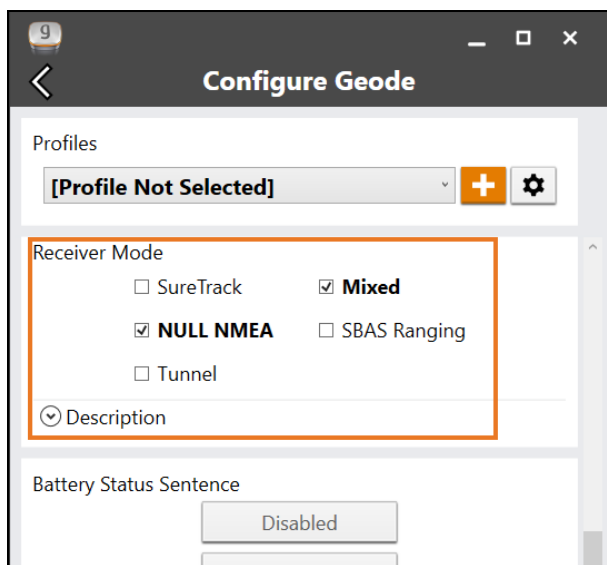 g
Configure Geode
Profiles
[Profile Not Selected]
Receiver Mode
SureTrack Mixed
NULL NMEA SBAS Ranging
Tunnel
Description
Battery Status Sentence
Disabled